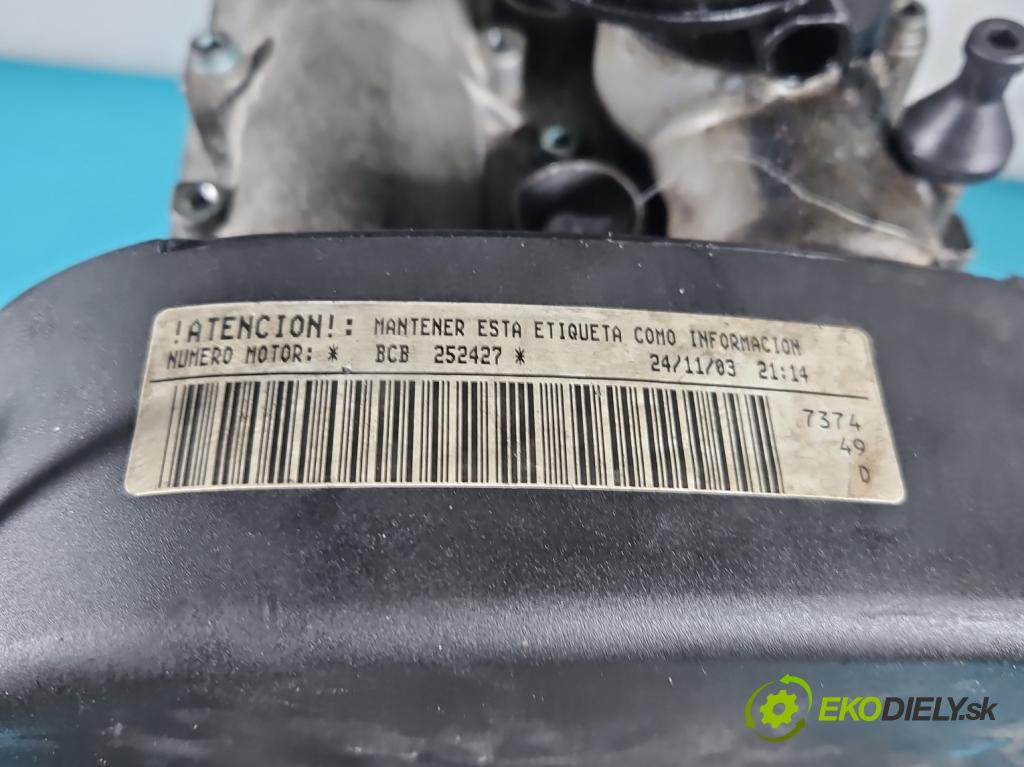 !ATENCION!: MANTENER ESTA ETIQUETA COMO INFORMACION
NUMERO MOTOR: * BCB 252427 * 24/11/03 21:14
7374
49
D
EKODIELY.sk